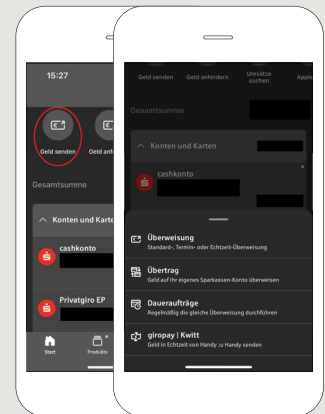 15:27
Geld senden
Geld anf
Gesamtsumme
Konten und Karte
cashkonto
Privatgiro EP
Start
Produkte
Geld senden
Geld anfordern
Umsätze
suchen
Apple
Gesamtsumme
Konten und Karten
cashkonto
Überweisung
Standard-, Termin- oder Echtzeit-Überweisung
Übertrag
Geld auf Ihr eigenes Sparkassen-Konto überweisen
Daueraufträge
Regelmäßig die gleiche Überweisung durchführen
giropay | Kwitt
Geld in Echtzeit von Handy zu Handy senden